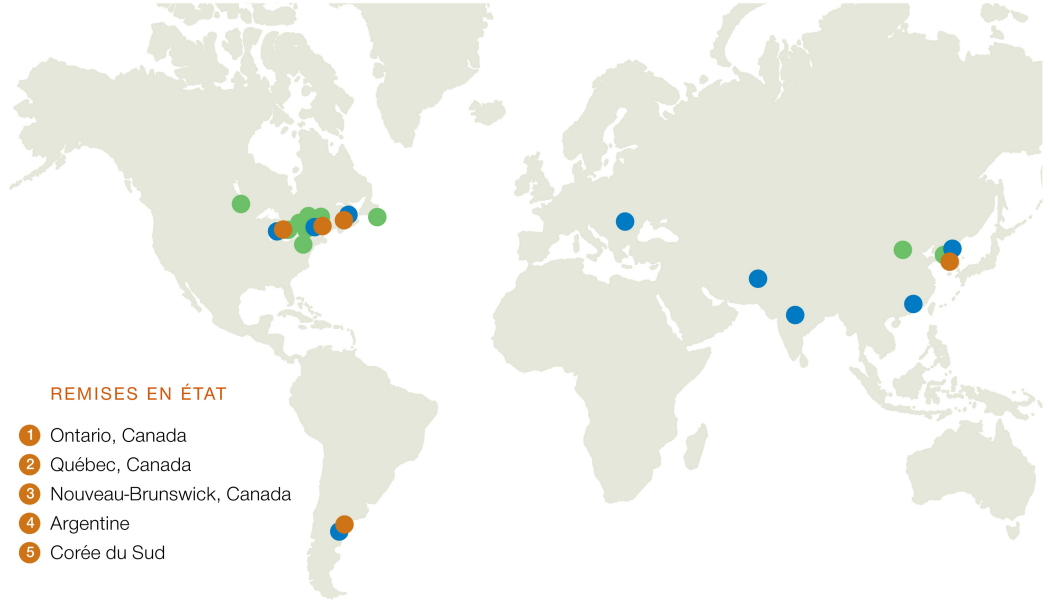 REMISES EN ÉTAT
1 Ontario, Canada
2 Québec, Canada
3 Nouveau-Brunswick, Canada
4 Argentine
5 Corée du Sud